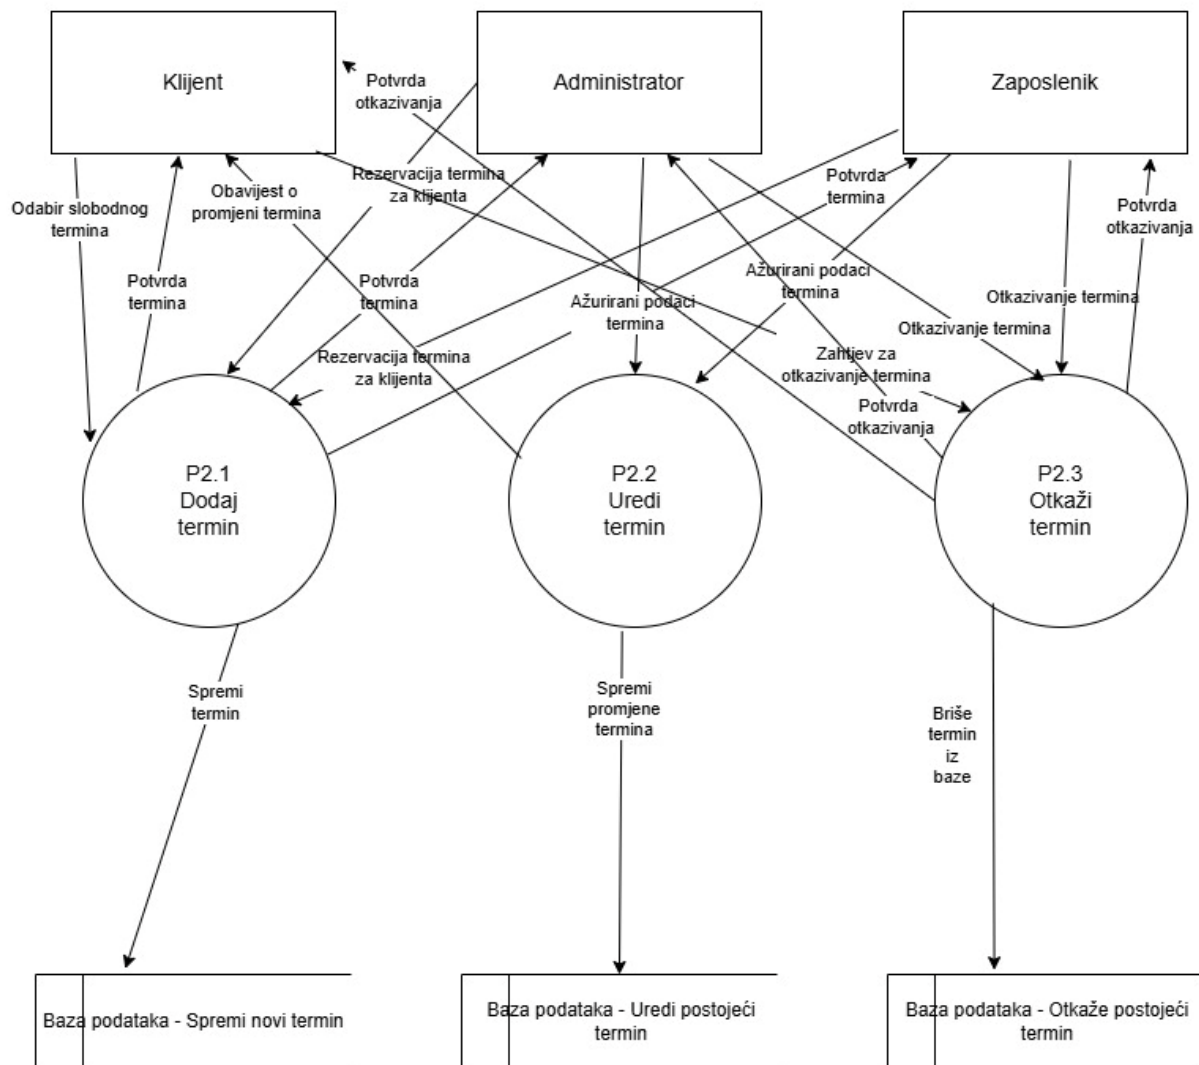 Klijent
Administrator
Zaposlenik
Potvrda
otkazivanja
Rezervacija termina
za klijenta
Potvrda
termina
Odabir slobodnog
termina
Obavijest o
promjeni termina
Potvrda
otkazivanja
Potvrda
termina
Potvrda
termina
Ažurirani podaci
termina
Ažurirani podaci
termina
Otkazivanje termina
Otkazivanje termina
Rezervacija termina
za klijenta
Zahtjev za
otkazivanje termina
Potvrda
otkazivanja
P2.1
Dodaj
termin
P2.2
Uredi
termin
P2.3
Otkaži
termin
Spremi
termin
Spremi
promjene
termina
Briše
termin
iz
baze
Baza podataka - Spremi novi termin
Baza podataka - Uredi postojeći
termin
Baza podataka - Otkaže postojeći
termin